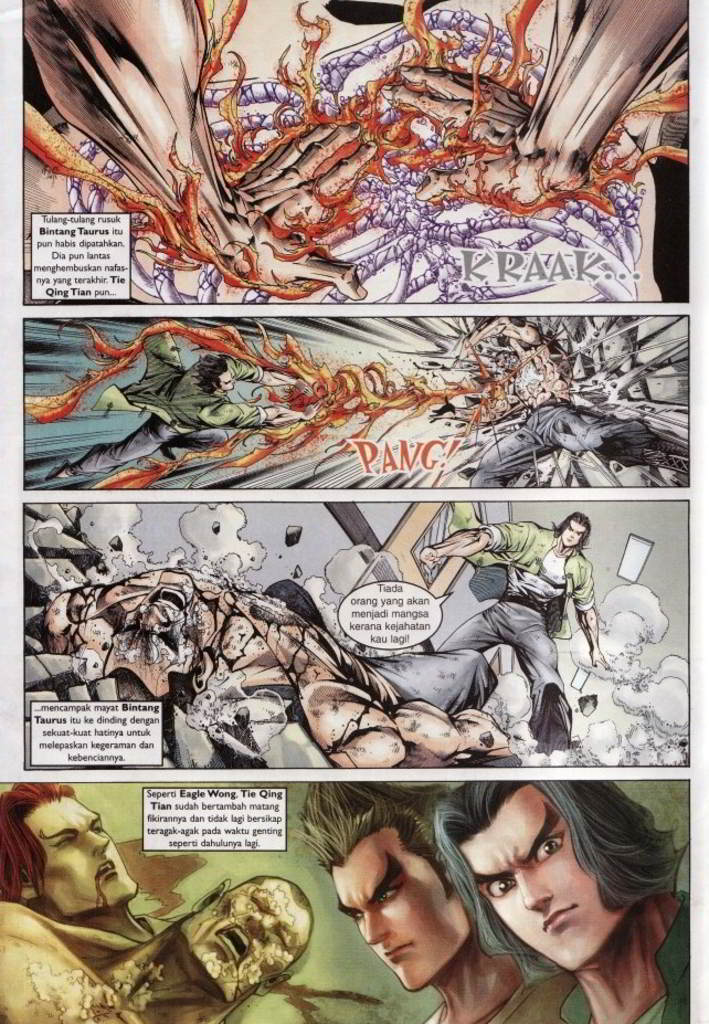 Tulang-tulang rusuk
Bintang Taurus itu
pun habis dipatahkan.
Dia pun lantas
menghembuskan nafas-
nya yang terakhir. Tie
Qing Tian pun...
KRAAK...
PANG!
Tiada
orang yang akan
menjadi mangsa
kerana kejahatan
kau lagi!
...mencampak mayat Bintang
Taurus itu ke dinding dengan
sekuat-kuat hatinya untuk
melepaskan kegeraman dan
kebenciannya.
Seperti Eagle Wong, Tie Qing
Tian sudah bertambah matang
fikirannya dan tidak lagi bersikap
teragak-agak pada waktu genting
seperti dahulunya lagi.